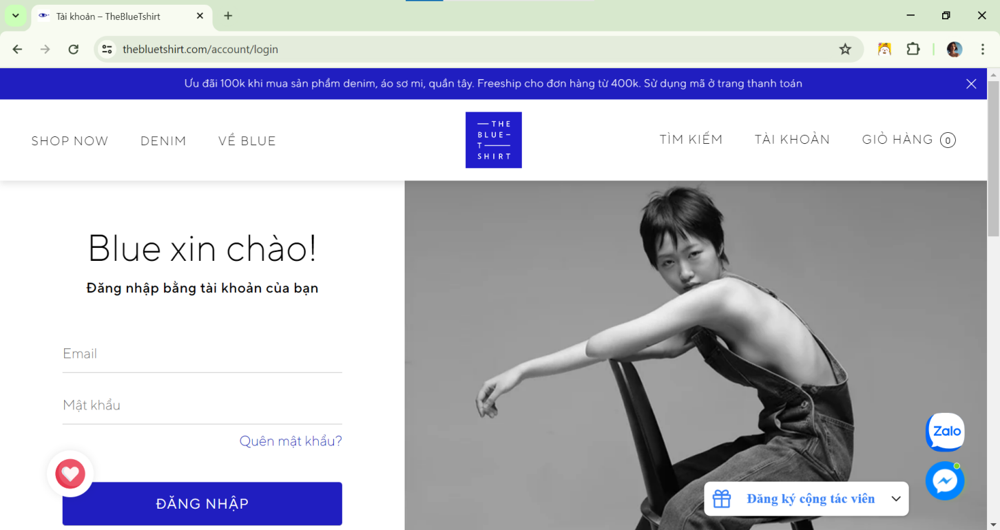 Tài khoản – TheBlueTshirt
thebluetshirt.com/account/login
Ưu đãi 100k khi mua sản phẩm denim, áo sơ mi, quần tây. Freeship cho đơn hàng từ 400k. Sử dụng mã ở trang thanh toán
SHOP NOW
DENIM
VỀ BLUE
THE
BLUE
T
SHIRT
TÌM KIẾM
TÀI KHOẢN
GIỎ HÀNG 0
Blue xin chào!
Đăng nhập bằng tài khoản của bạn
Email
Mật khẩu
Quên mật khẩu?
ĐĂNG NHẬP
Zalo
Đăng ký cộng tác viên